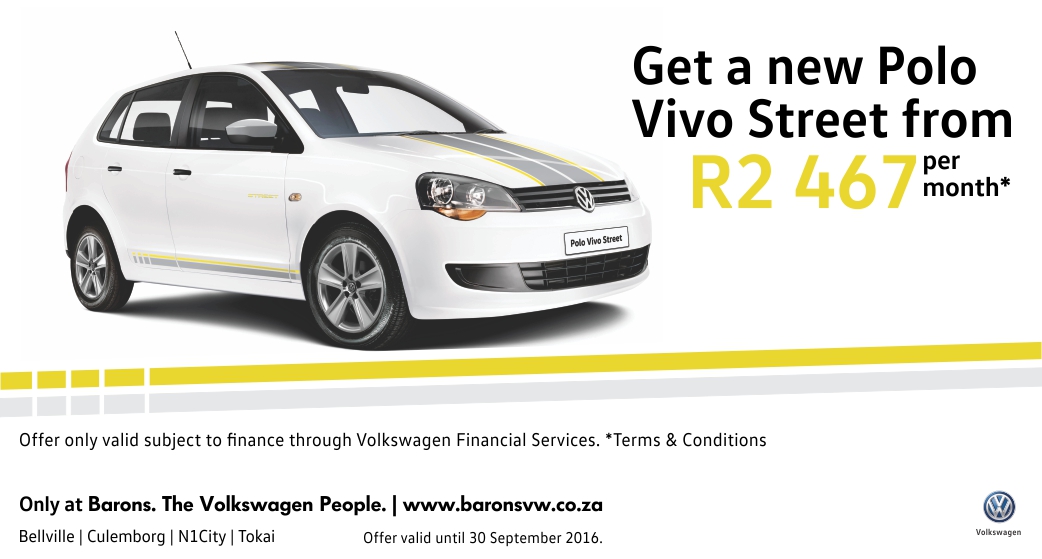 Get a new Polo
Vivo Street from
R2 467 per month*
Polo Vivo Street
Offer only valid subject to finance through Volkswagen Financial Services. *Terms & Conditions
Only at Barons. The Volkswagen People. | www.baronsvw.co.za
Bellville | Culemborg | N1City | Tokai
Offer valid until 30 September 2016.
Volkswagen